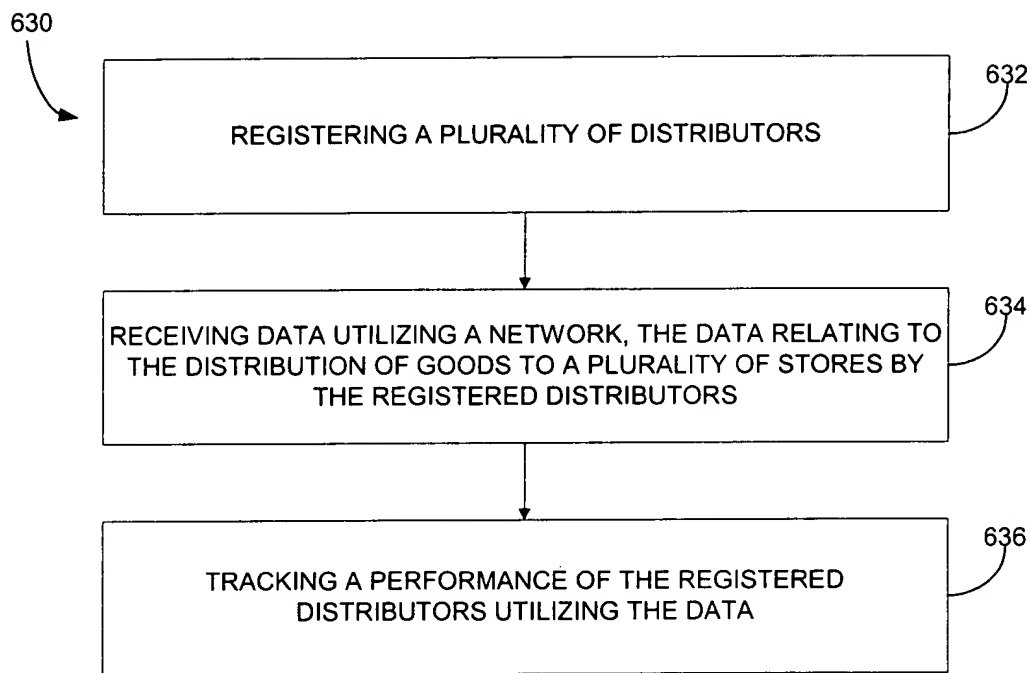 630
632
REGISTERING A PLURALITY OF DISTRIBUTORS
634
RECEIVING DATA UTILIZING A NETWORK, THE DATA RELATING TO
THE DISTRIBUTION OF GOODS TO A PLURALITY OF STORES BY
THE REGISTERED DISTRIBUTORS
636
TRACKING A PERFORMANCE OF THE REGISTERED
DISTRIBUTORS UTILIZING THE DATA